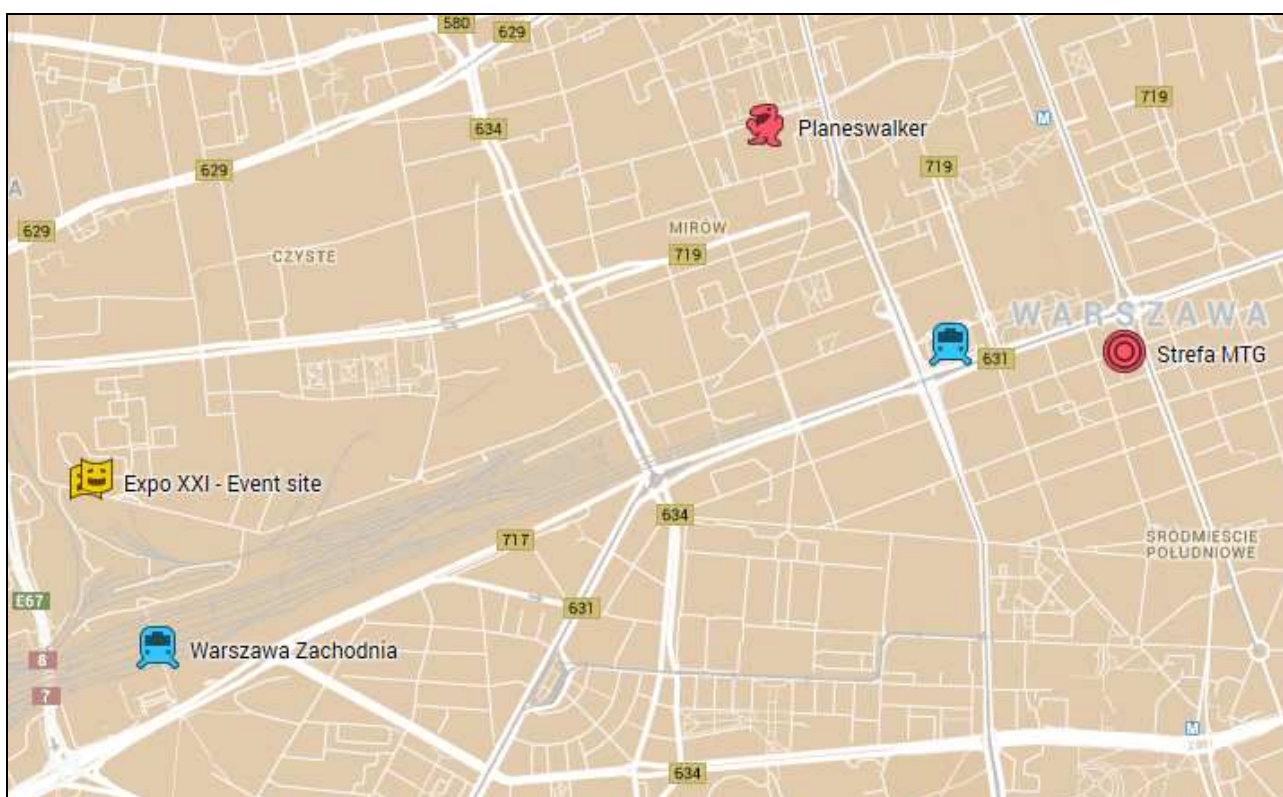 580
629
719
M
634
Planeswalker
629
719
A
MIRÓW
629
CZYSTE
719
WARSZAWA
631
Strefa MTG
Expo XXI - Event site
634
717
ŚRÓDMIEŚCIE
POŁUDNIOWE
E67
631
8
Warszawa Zachodnia
7
M
634